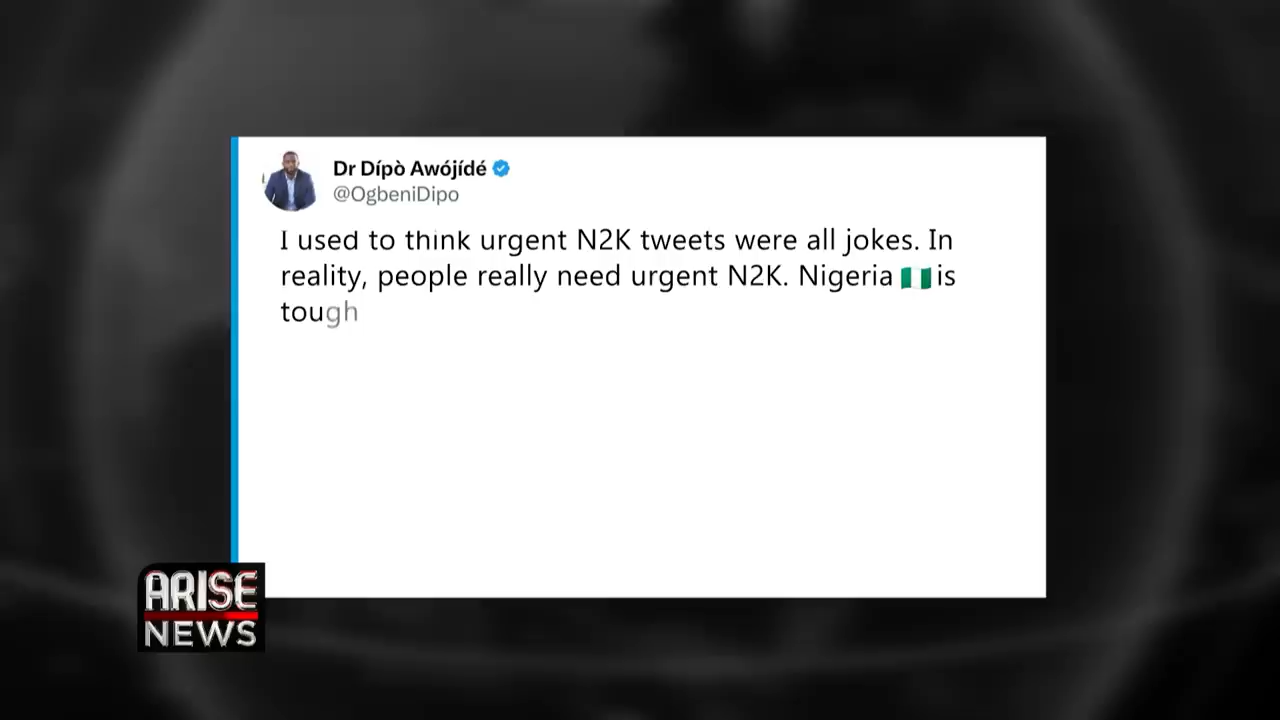 Dr Dípò Awójídé
@OgbeniDipo
I used to think urgent N2K tweets were all jokes. In
reality, people really need urgent N2K. Nigeria 🇳🇬 is
tough
ARISE
NEWS